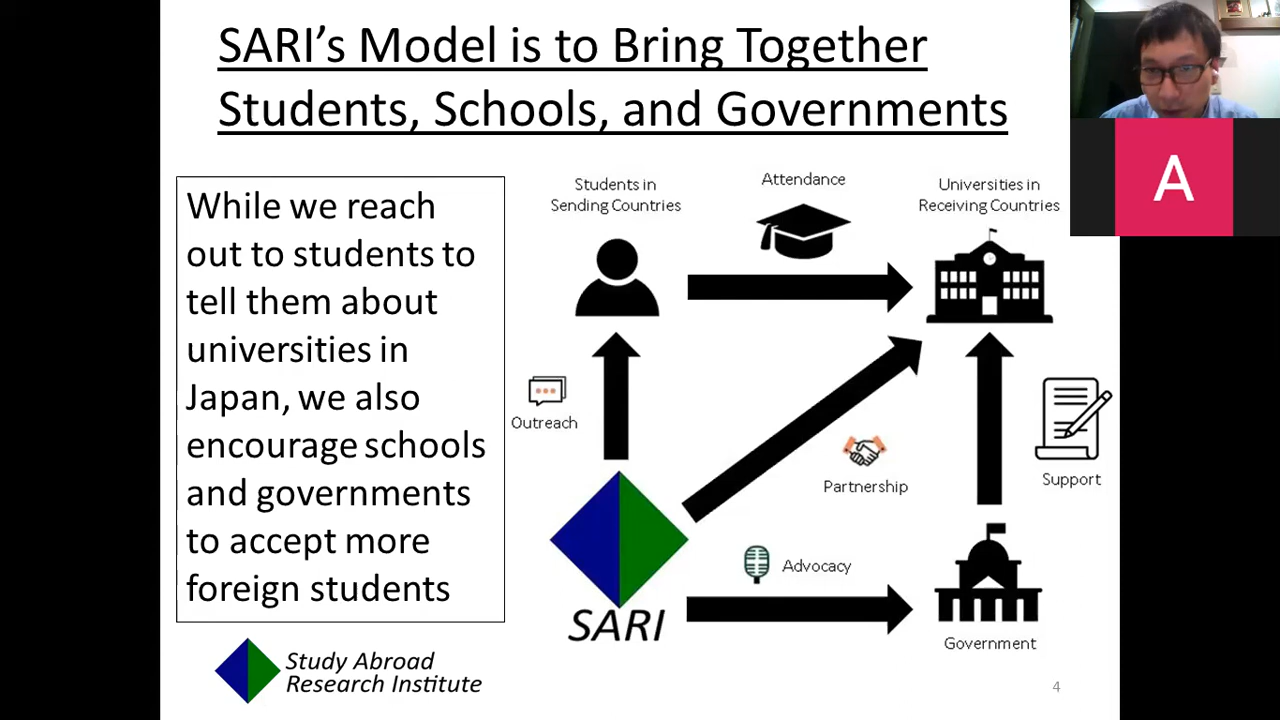 SARI's Model is to Bring Together
Students, Schools, and Governments
While we reach
out to students to
tell them about
universities in
Japan, we also
encourage schools
and governments
to accept more
foreign students
Students in
Sending Countries
Attendance
Universities in
Receiving Countries
Outreach
Partnership
Support
Advocacy
SARI
Government
Study Abroad
Research Institute
4
A